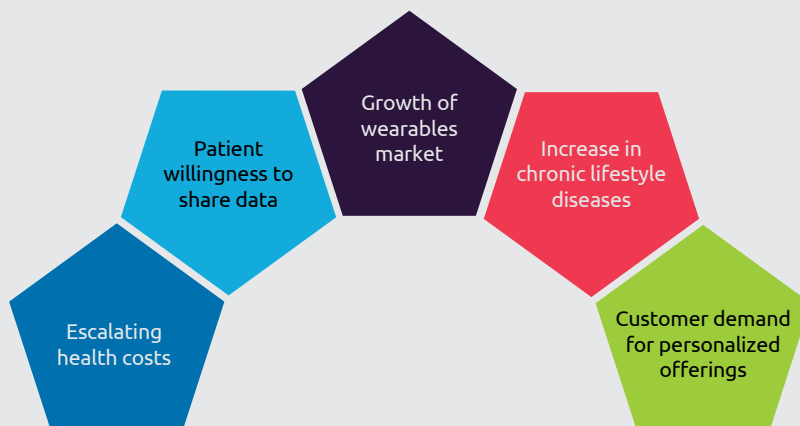 Growth of
wearables
market
Patient
willingness to
share data
Increase in
chronic lifestyle
diseases
Escalating
health costs
Customer demand
for personalized
offerings